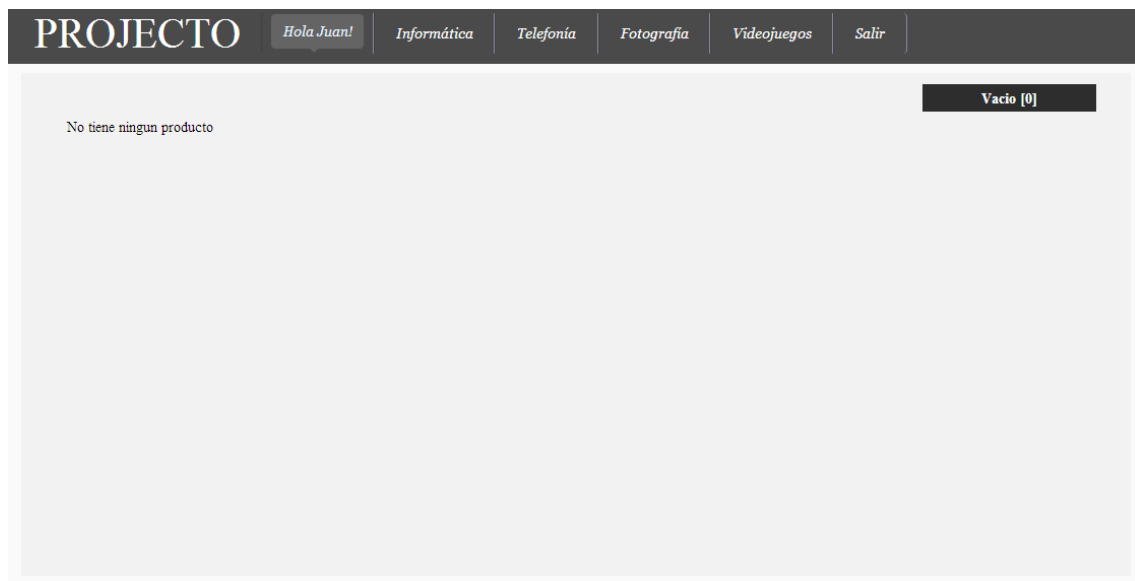 PROJECTO Hola Juan! Informática Telefonía Fotografía Videojuegos Salir
Vacio [0]
No tiene ningun producto